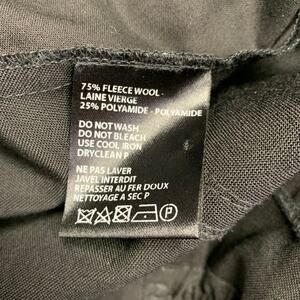 75% FLEECE WOOL -
LAINE VIERGE
25% POLYAMIDE - POLYAMIDE
DO NOT WASH
DO NOT BLEACH
USE COOL IRON
DRYCLEAN P
NE PAS LAVER
JAVEL INTERDIT
REPASSER AU FER DOUX
NETTOYAGE A SEC P
P